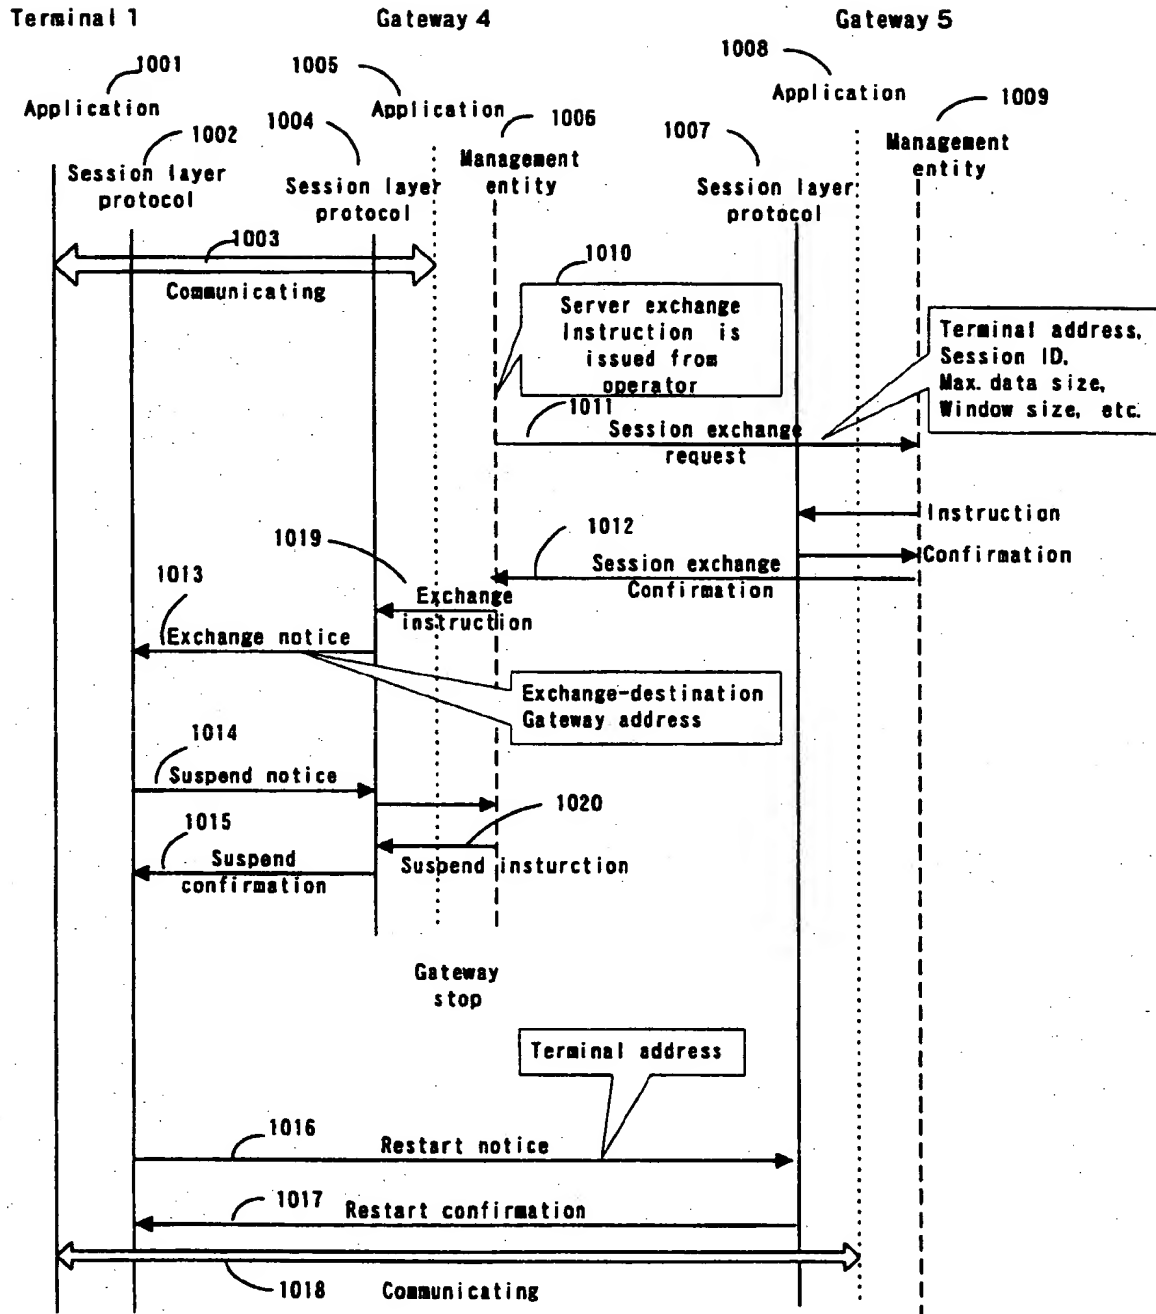 Terminal 1
Gateway 4
Gateway 5
1001
1005
1008
Application
Application
Application
1002
1004
1006
1007
1009
Session layer
protocol
Session layer
protocol
Management
entity
Session layer
protocol
Management
entity
1003
Communicating
1010
Server exchange
Instruction is
issued from
operator
Terminal address,
Session ID,
Max. data size,
Window size, etc.
1011
Session exchange
request
Instruction
1012
Confirmation
Session exchange
Confirmation
1019
Exchange
instruction
1013
Exchange notice
Exchange-destination
Gateway address
1014
Suspend notice
1020
1015
Suspend insturction
Suspend
confirmation
Gateway
stop
Terminal address
1016
Restart notice
1017
Restart confirmation
1018
Communicating